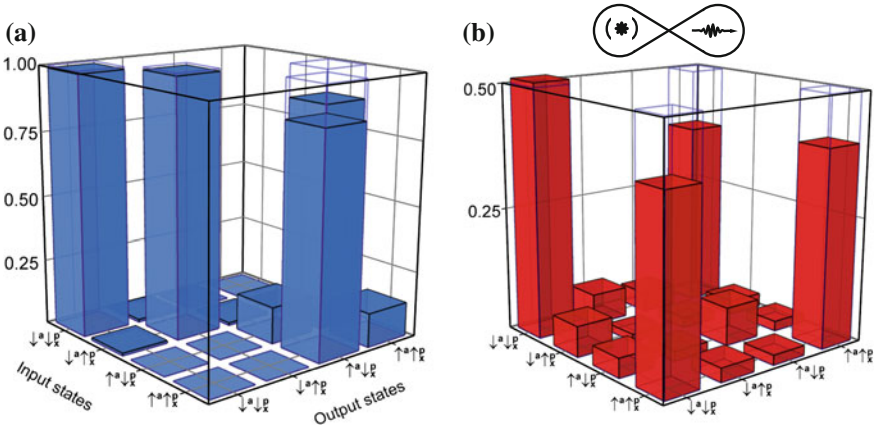 (a)
1.00
0.75
0.50
0.25
↓ᵃ↓ᵖₓ
↓ᵃ↑ᵖₓ
↑ᵃ↓ᵖₓ
↑ᵃ↑ᵖₓ
Input states
↓ᵃ↓ᵖₓ
↓ᵃ↑ᵖₓ
↑ᵃ↓ᵖₓ
↑ᵃ↑ᵖₓ
Output states
(b)
0.50
0.25
↓ᵃ↓ᵖₓ
↓ᵃ↑ᵖₓ
↑ᵃ↓ᵖₓ
↑ᵃ↑ᵖₓ
↓ᵃ↓ᵖₓ
↓ᵃ↑ᵖₓ
↑ᵃ↓ᵖₓ
↑ᵃ↑ᵖₓ